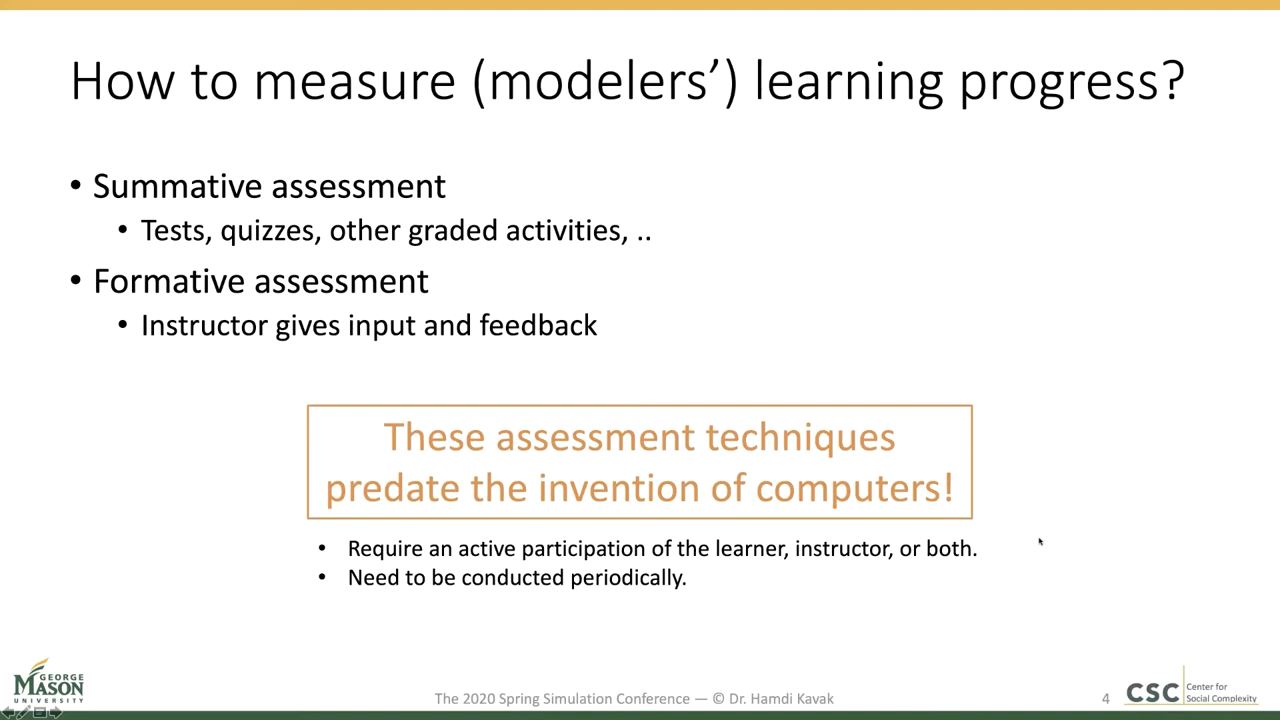 How to measure (modelers’) learning progress?
• Summative assessment
• Tests, quizzes, other graded activities, ..
• Formative assessment
• Instructor gives input and feedback
These assessment techniques
predate the invention of computers!
• Require an active participation of the learner, instructor, or both.
• Need to be conducted periodically.
GEORGE
MASON
UNIVERSITY
The 2020 Spring Simulation Conference — © Dr. Hamdi Kavak
4
CSC
Center for
Social Complexity